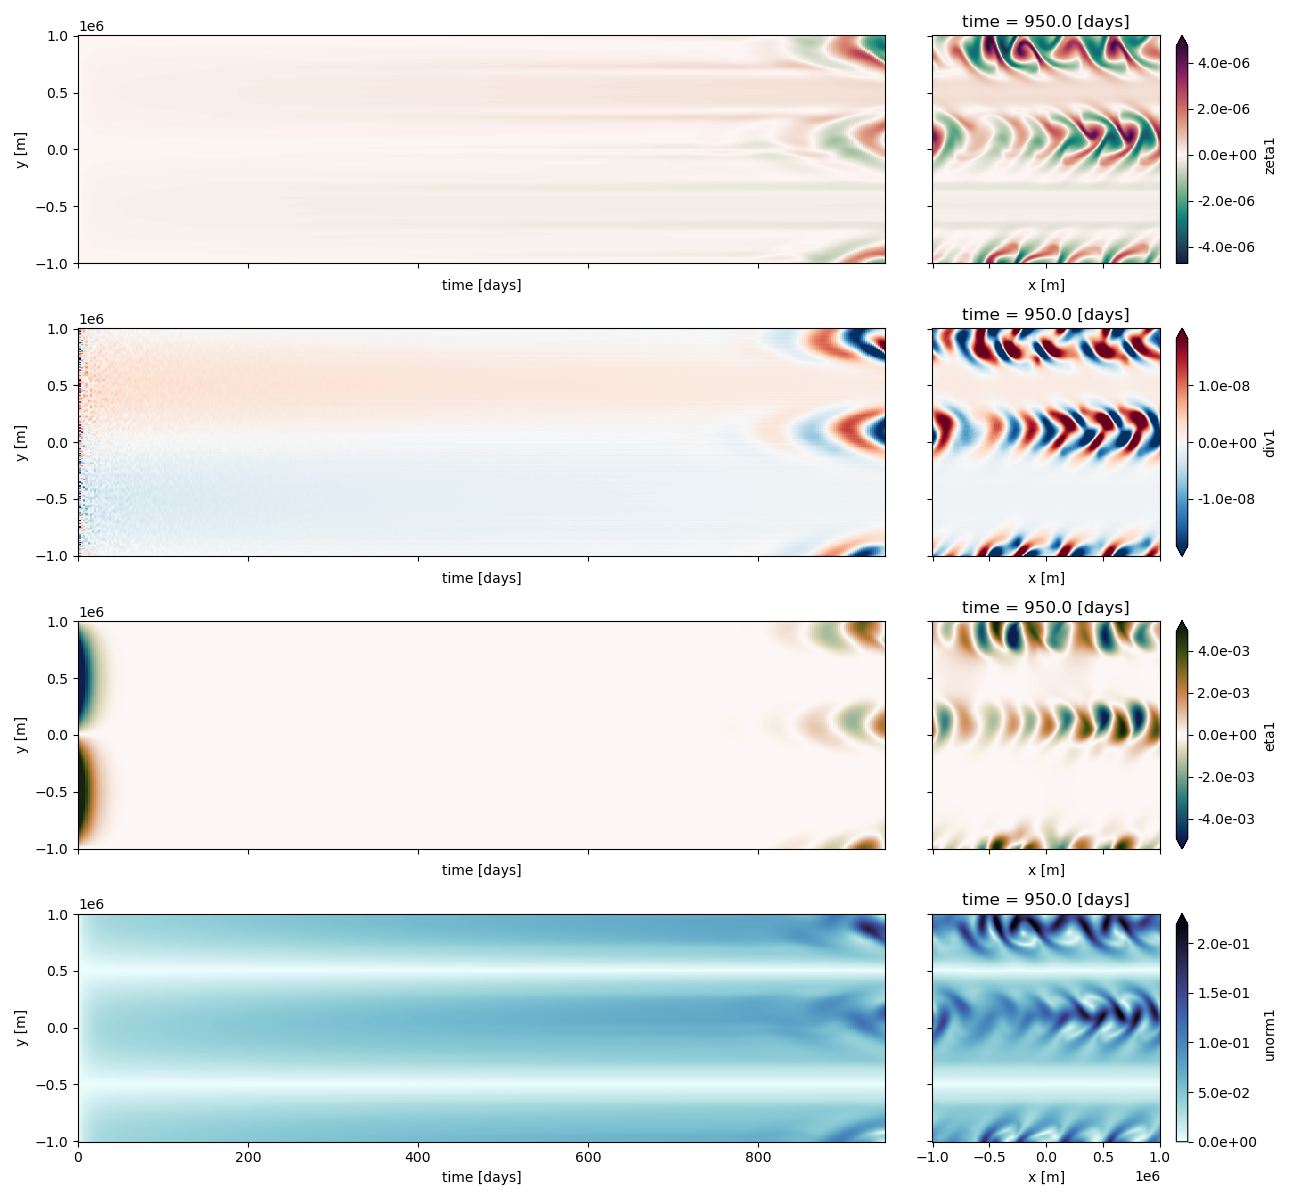 time = 950.0 [days]
1e6
1.0
0.5
0.0
−0.5
−1.0
y [m]
time [days]
x [m]
4.0e-06
2.0e-06
0.0e+00
-2.0e-06
-4.0e-06
zeta1
time = 950.0 [days]
1e6
1.0
0.5
0.0
−0.5
−1.0
y [m]
time [days]
x [m]
1.0e-08
0.0e+00
-1.0e-08
div1
time = 950.0 [days]
1e6
1.0
0.5
0.0
−0.5
−1.0
y [m]
time [days]
x [m]
4.0e-03
2.0e-03
0.0e+00
-2.0e-03
-4.0e-03
eta1
time = 950.0 [days]
1e6
1.0
0.5
0.0
−0.5
−1.0
y [m]
0 200 400 600 800
time [days]
−1.0 −0.5 0.0 0.5 1.0
x [m] 1e6
2.0e-01
1.5e-01
1.0e-01
5.0e-02
0.0e+00
unorm1